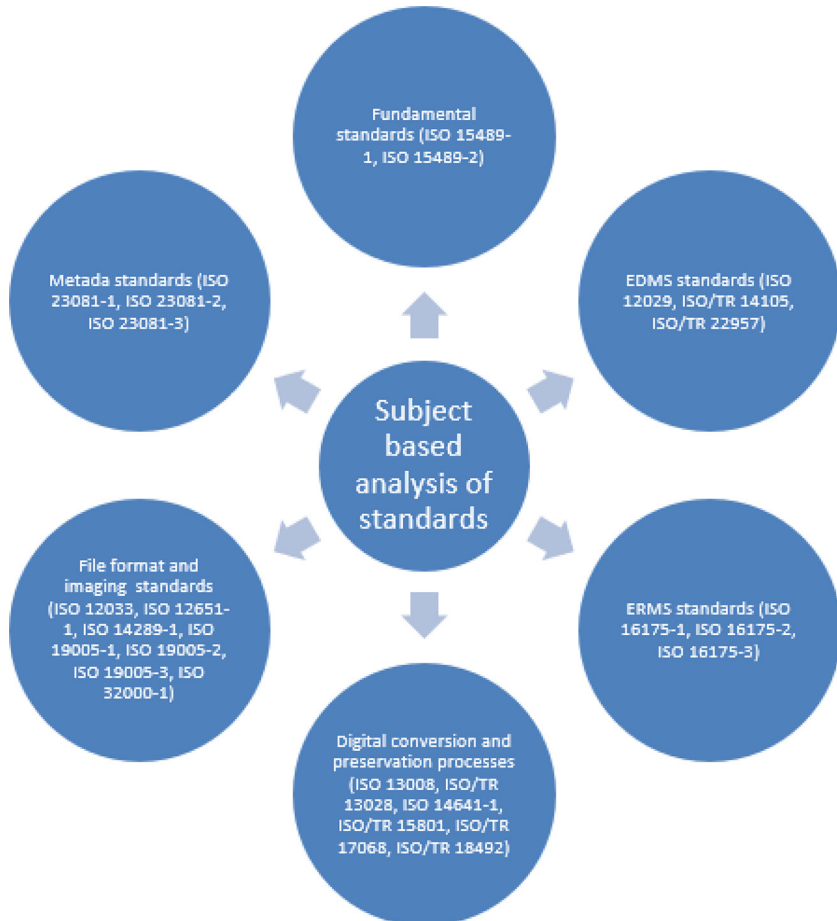 Fundamental
standards (ISO 15489-
1, ISO 15489-2)
Metada standards (ISO
23081-1, ISO 23081-2,
ISO 23081-3)
EDMS standards (ISO
12029, ISO/TR 14105,
ISO/TR 22957)
Subject
based
analysis of
standards
File format and
imaging standards
(ISO 12033, ISO 12651-
1, ISO 14289-1, ISO
19005-1, ISO 19005-2,
ISO 19005-3, ISO
32000-1)
ERMS standards (ISO
16175-1, ISO 16175-2,
ISO 16175-3)
Digital conversion and
preservation processes
(ISO 13008, ISO/TR
13028, ISO 14641-1,
ISO/TR 15801, ISO/TR
17068, ISO/TR 18492)